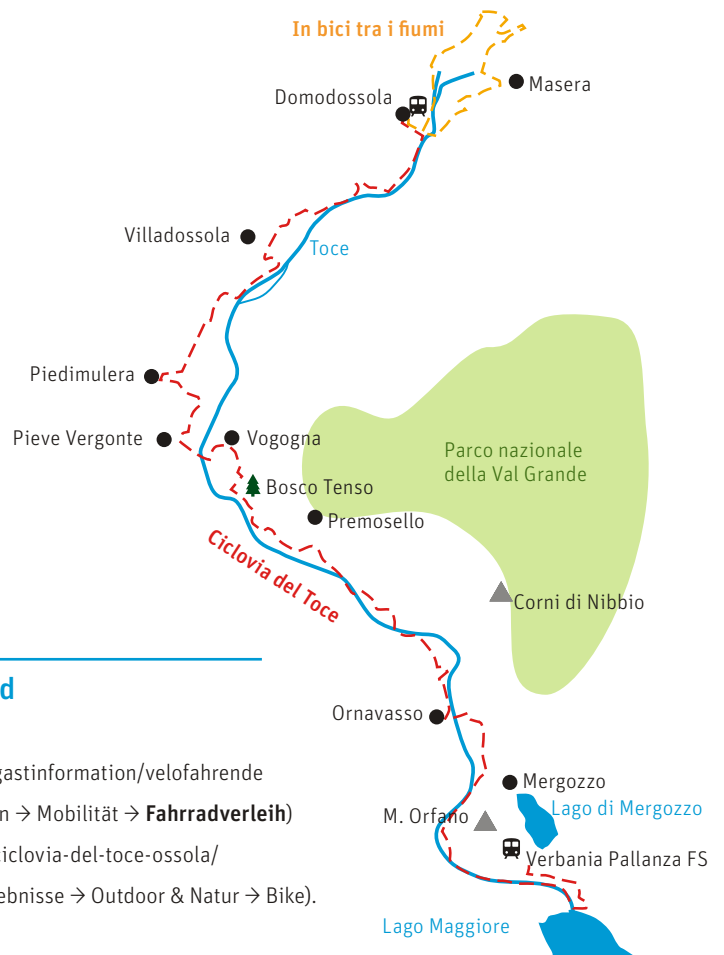 In bici tra i fiumi
Masera
Domodossola
Villadossola
Toce
Piedimulera
Pieve Vergonte
Vogogna
Parco nazionale
della Val Grande
Bosco Tenso
Premosello
Ciclovia del Toce
Corni di Nibbio
Ornavasso
Mergozzo
Lago di Mergozzo
M. Orfano
Verbania Pallanza FS
Lago Maggiore
d
gastinformation/velofahrende
n → Mobilität → Fahrradverleih)
ciclovia-del-toce-ossola/
ebnisse → Outdoor & Natur → Bike).